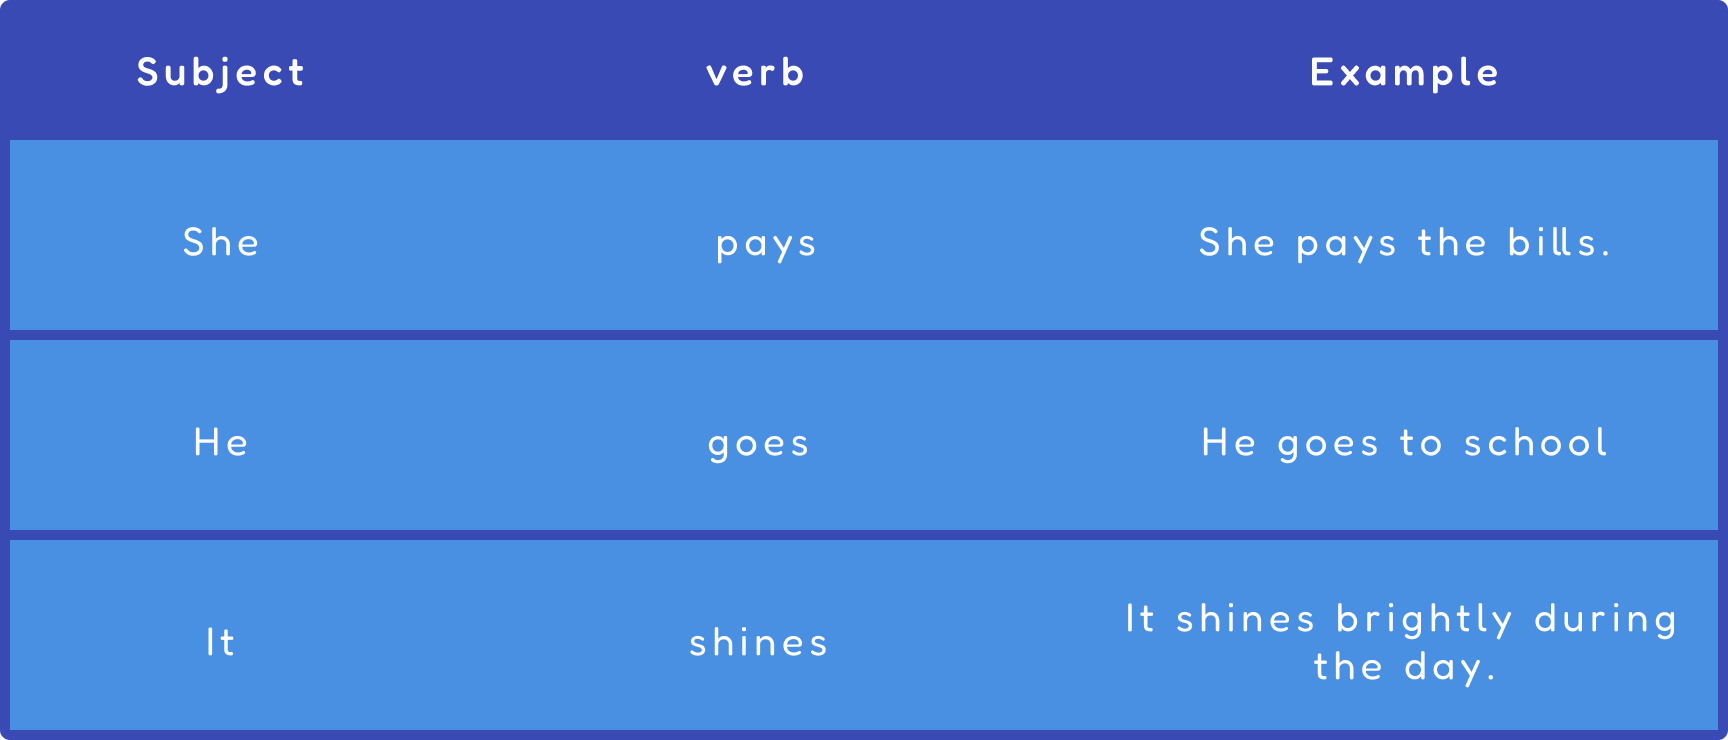 Subject verb Example
She pays She pays the bills.
He goes He goes to school
It shines It shines brightly during
the day.